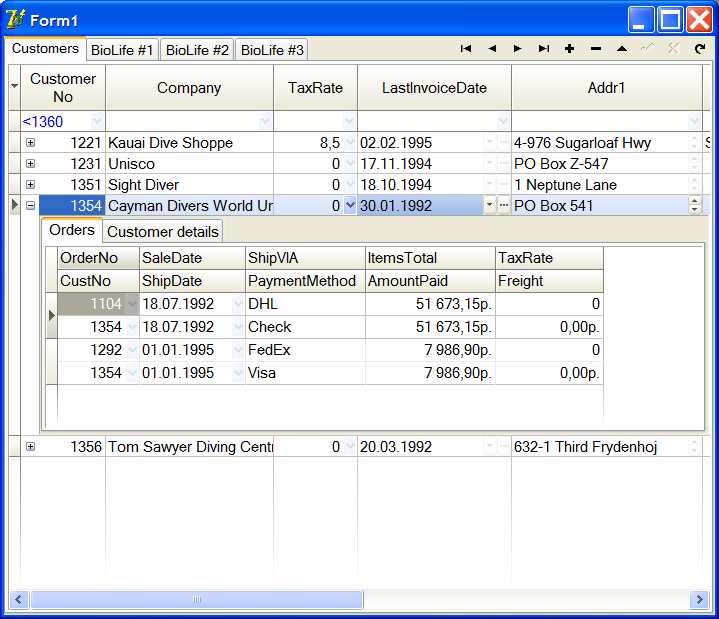 Form1
Customers BioLife #1 BioLife #2 BioLife #3
Customer No Company TaxRate LastInvoiceDate Addr1
<1360
1221 Kauai Dive Shoppe 8,5 02.02.1995 4-976 Sugarloaf Hwy
1231 Unisco 0 17.11.1994 PO Box Z-547
1351 Sight Diver 0 18.10.1994 1 Neptune Lane
1354 Cayman Divers World Un 0 30.01.1992 PO Box 541
Orders Customer details
OrderNo SaleDate ShipVIA ItemsTotal TaxRate
CustNo ShipDate PaymentMethod AmountPaid Freight
1104 18.07.1992 DHL 51 673,15р. 0
1354 18.07.1992 Check 51 673,15р. 0,00р.
1292 01.01.1995 FedEx 7 986,90р. 0
1354 01.01.1995 Visa 7 986,90р. 0,00р.
1356 Tom Sawyer Diving Centr 0 20.03.1992 632-1 Third Frydenhoj